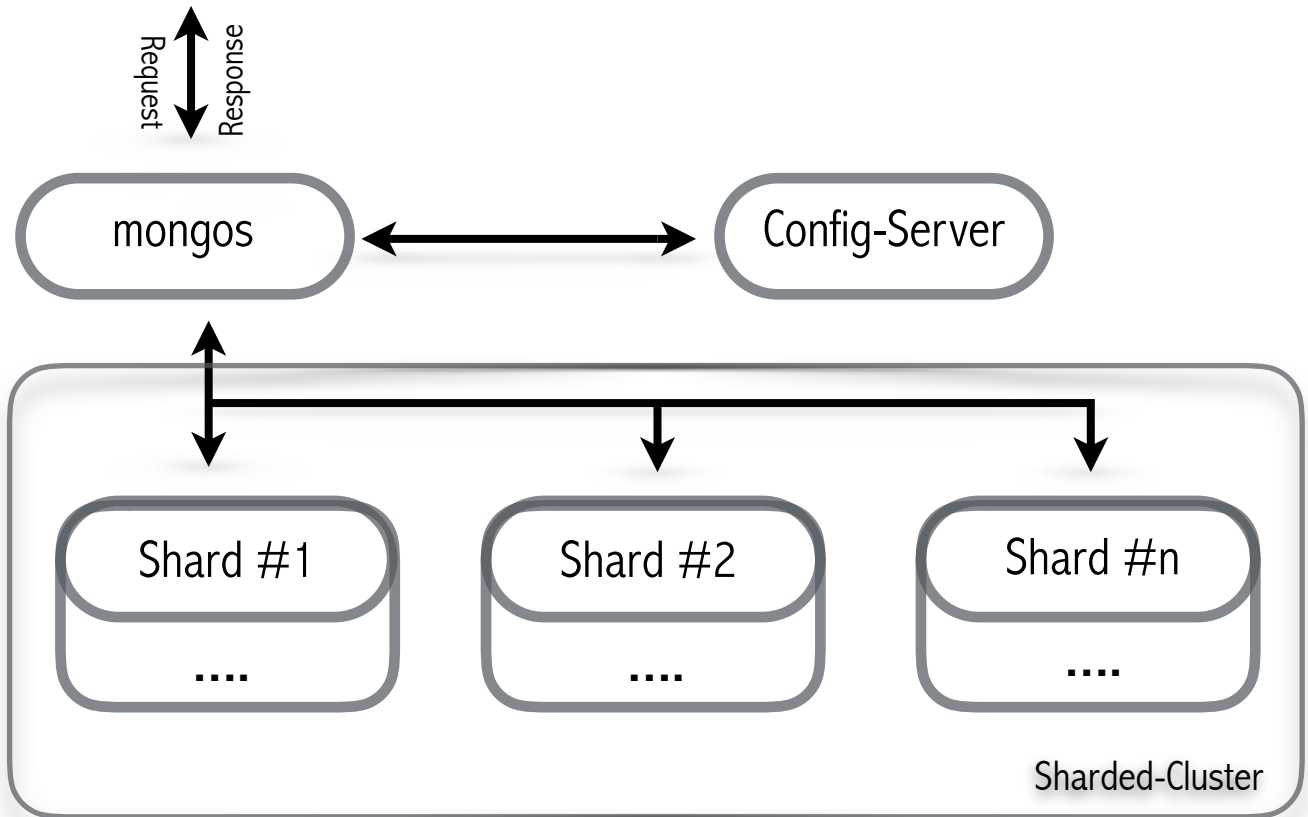 Request
Response
mongos
Config-Server
Shard #1
Shard #2
Shard #n
....
....
....
Sharded-Cluster